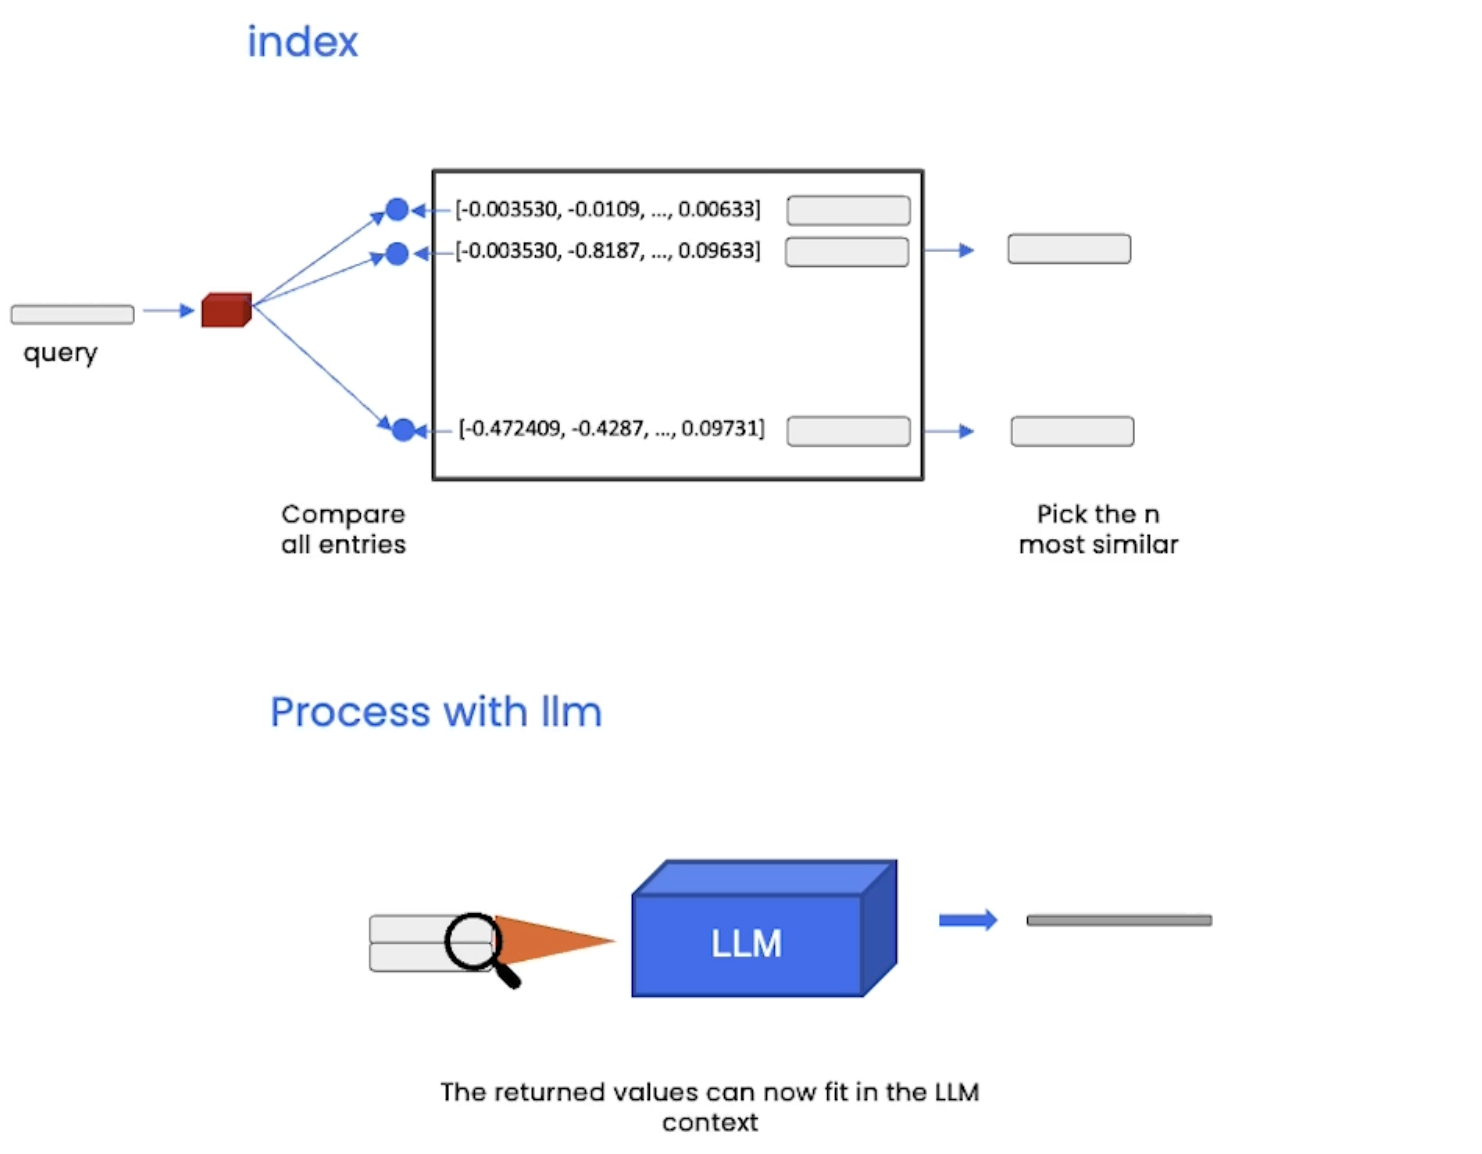 index
[-0.003530, -0.0109, ..., 0.00633]
[-0.003530, -0.8187, ..., 0.09633]
query
[-0.472409, -0.4287, ..., 0.09731]
Compare
all entries
Pick the n
most similar
Process with llm
LLM
The returned values can now fit in the LLM
context